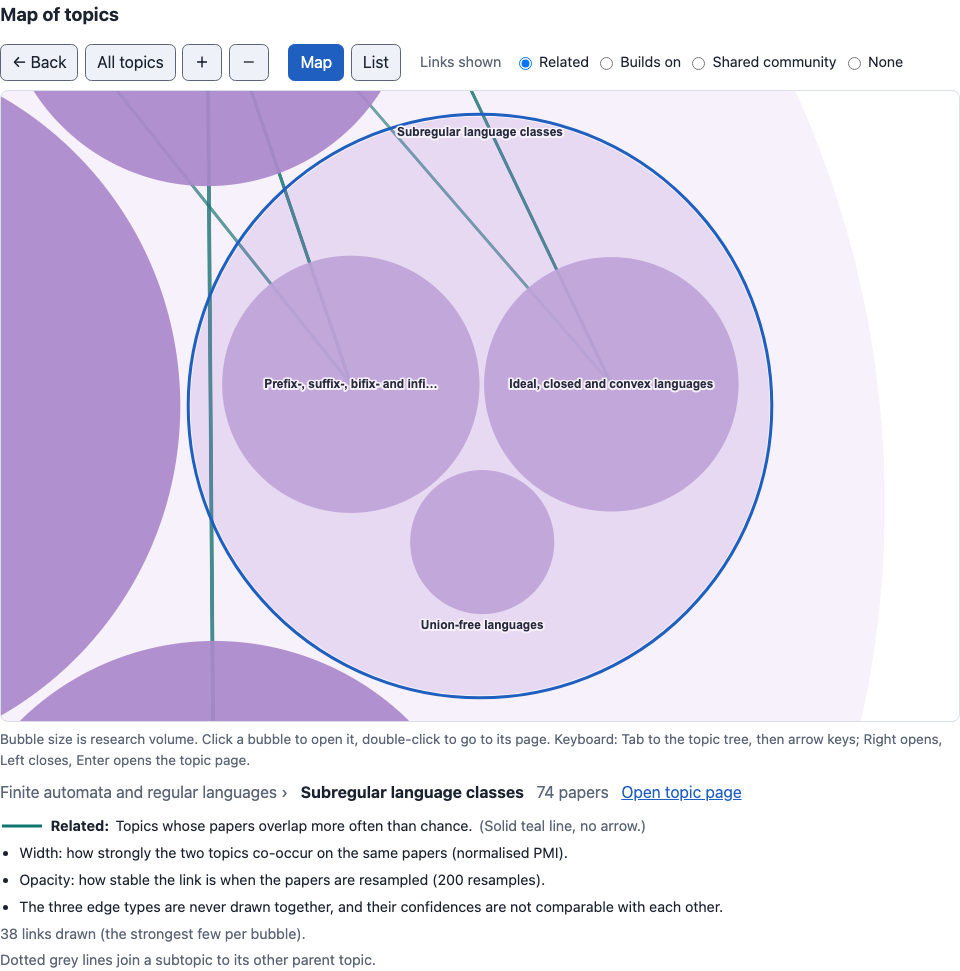 Map of topics
← Back All topics + − Map List Links shown Related Builds on Shared community None
Subregular language classes
Prefix-, suffix-, bifix- and infi... Ideal, closed and convex languages
Union-free languages
Bubble size is research volume. Click a bubble to open it, double-click to go to its page. Keyboard: Tab to the topic tree, then arrow keys; Right opens,
Left closes, Enter opens the topic page.
Finite automata and regular languages › Subregular language classes 74 papers Open topic page
Related: Topics whose papers overlap more often than chance. (Solid teal line, no arrow.)
• Width: how strongly the two topics co-occur on the same papers (normalised PMI).
• Opacity: how stable the link is when the papers are resampled (200 resamples).
• The three edge types are never drawn together, and their confidences are not comparable with each other.
38 links drawn (the strongest few per bubble).
Dotted grey lines join a subtopic to its other parent topic.